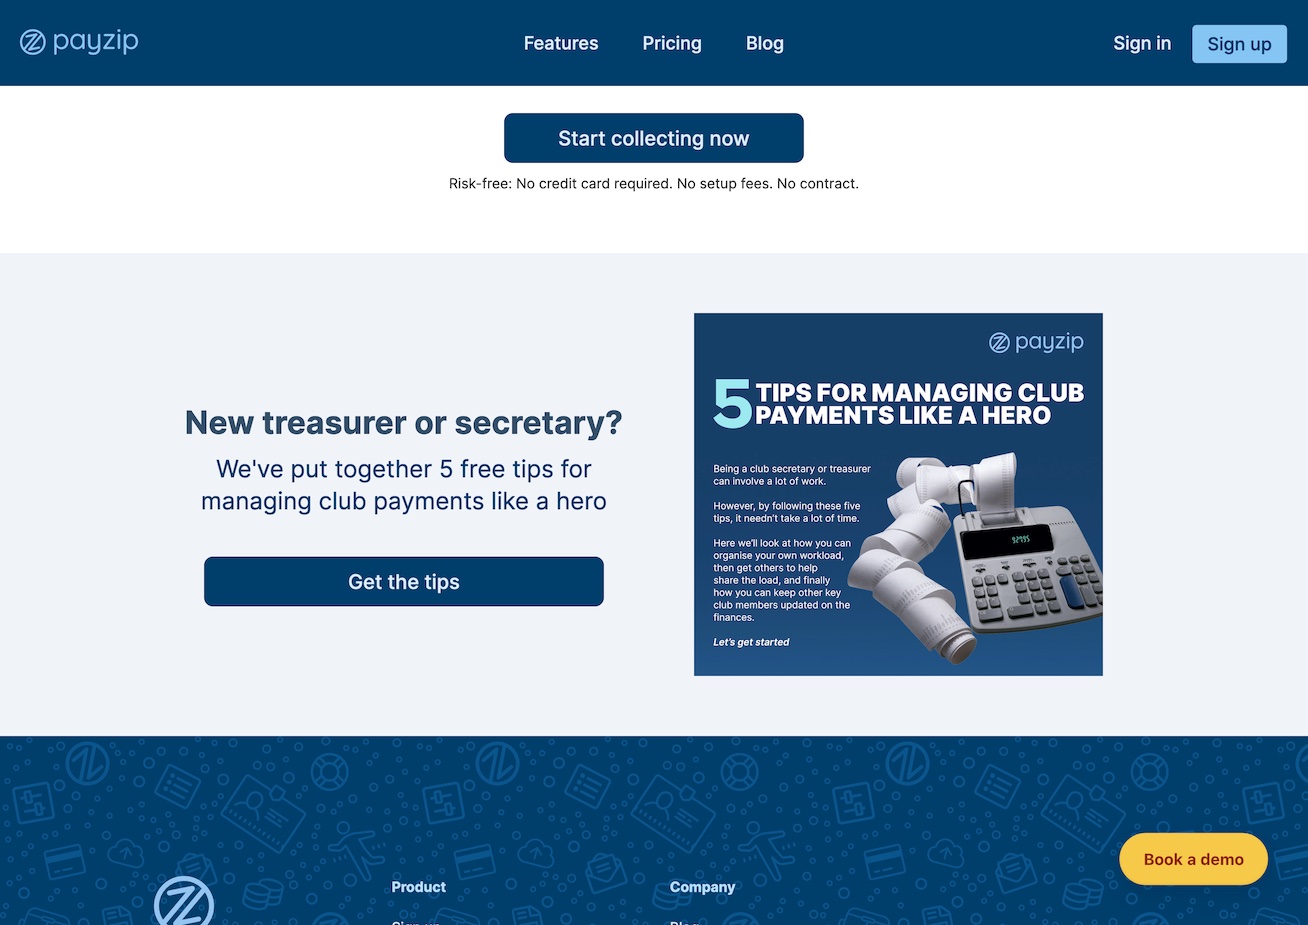 payzip
Features
Pricing
Blog
Sign in
Sign up
Start collecting now
Risk-free: No credit card required. No setup fees. No contract.
New treasurer or secretary?
We've put together 5 free tips for
managing club payments like a hero
Get the tips
payzip
5 TIPS FOR MANAGING CLUB
PAYMENTS LIKE A HERO
Being a club secretary or treasurer
can involve a lot of work.
However, by following these five
tips, it needn't take a lot of time.
Here we'll look at how you can
organise your own workload,
then get others to help
share the load, and finally
how you can keep other key
club members updated on the
finances.
Let's get started
Book a demo
Product
Company